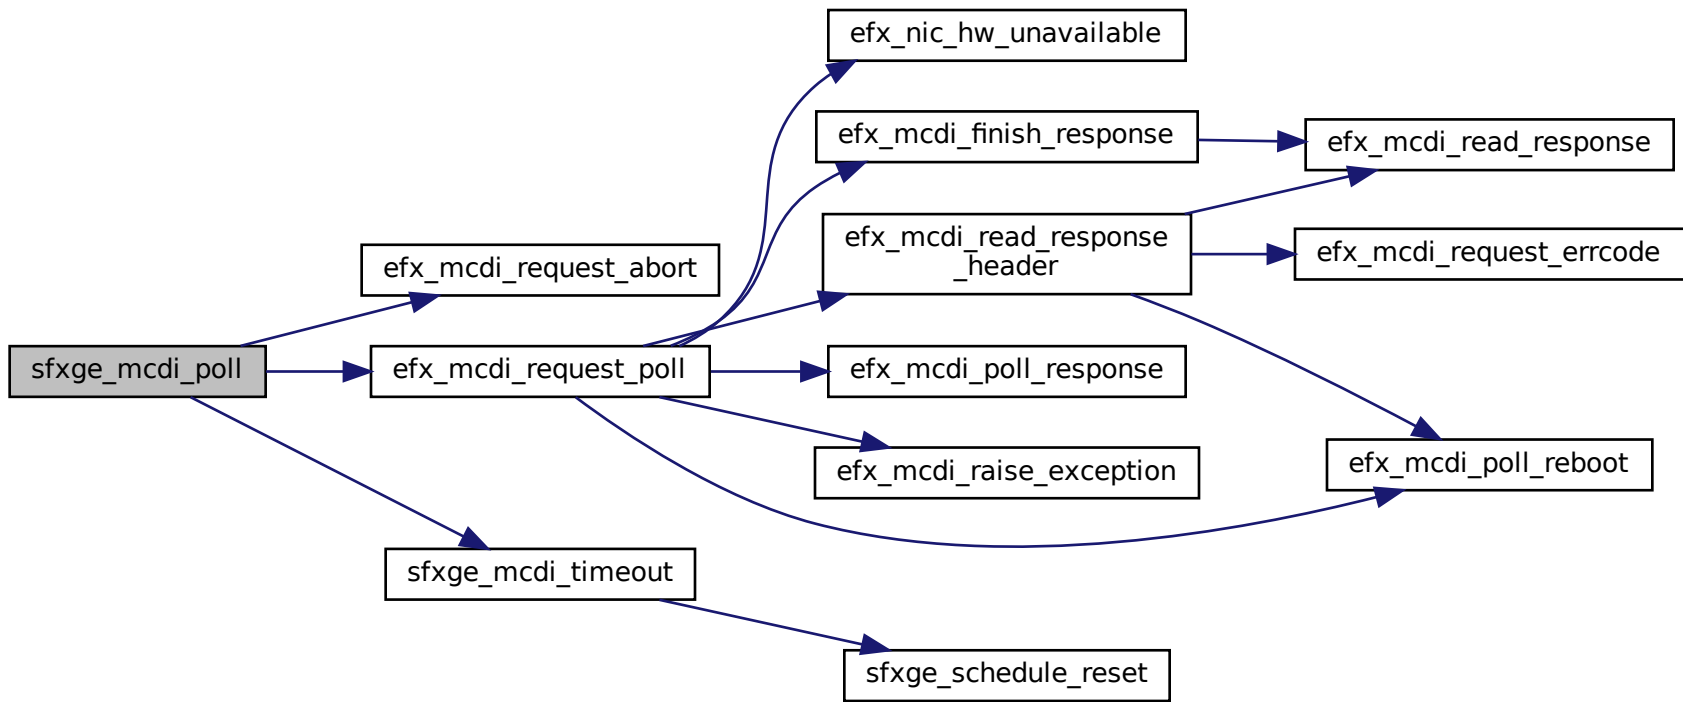 efx_nic_hw_unavailable
efx_mcdi_finish_response
efx_mcdi_read_response
efx_mcdi_read_response
_header
efx_mcdi_request_errcode
efx_mcdi_request_abort
sfxge_mcdi_poll
efx_mcdi_request_poll
efx_mcdi_poll_response
efx_mcdi_raise_exception
efx_mcdi_poll_reboot
sfxge_mcdi_timeout
sfxge_schedule_reset